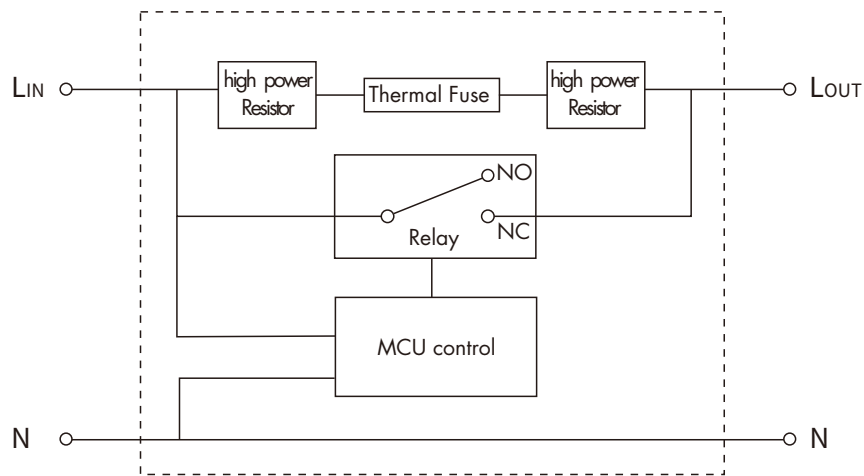 high power
Resistor
Thermal Fuse
high power
Resistor
LIN
LOUT
NO
NC
Relay
MCU control
N
N